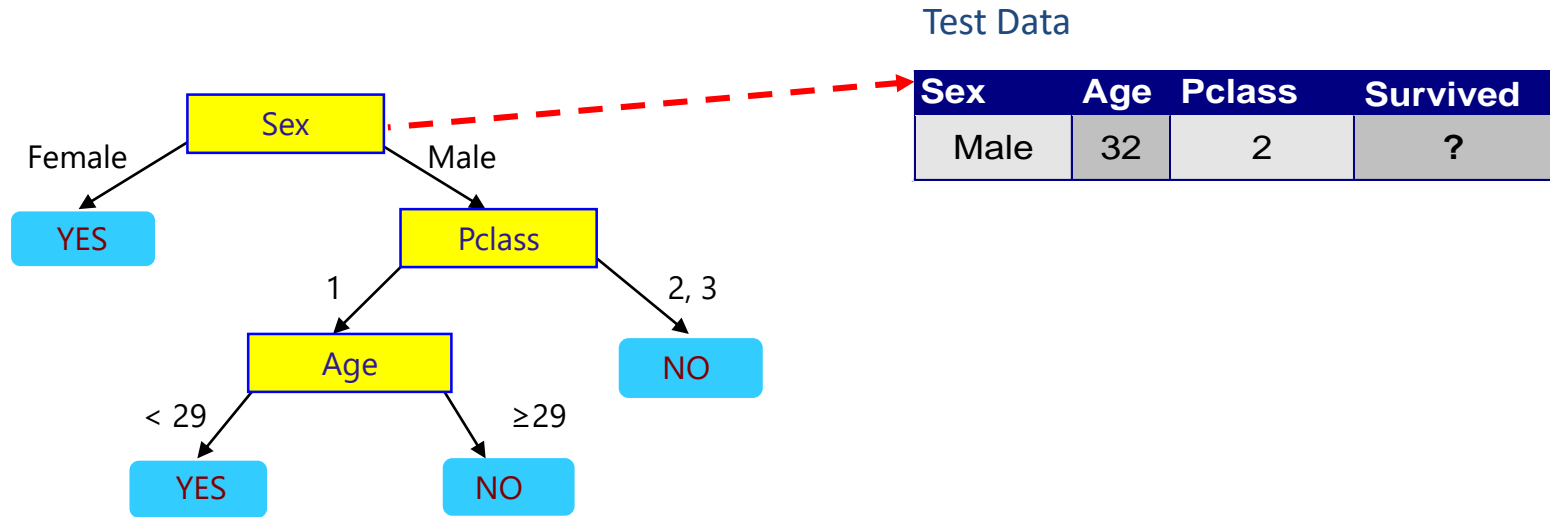 Test Data
Sex Age Pclass Survived
Male 32 2 ?
Sex
Female Male
YES Pclass
1 2, 3
Age NO
< 29 ≥29
YES NO